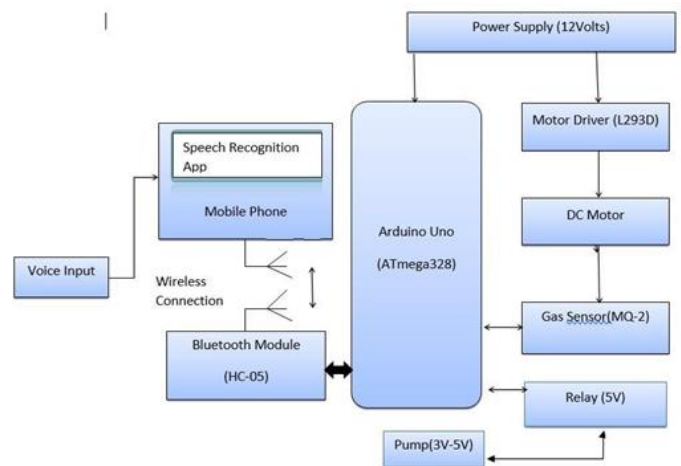 Power Supply (12Volts)
Speech Recognition
App
Mobile Phone
Motor Driver (L293D)
DC Motor
Arduino Uno
(ATmega328)
Voice Input
Wireless
Connection
Gas Sensor(MQ-2)
Bluetooth Module
(HC-05)
Relay (5V)
Pump(3V-5V)